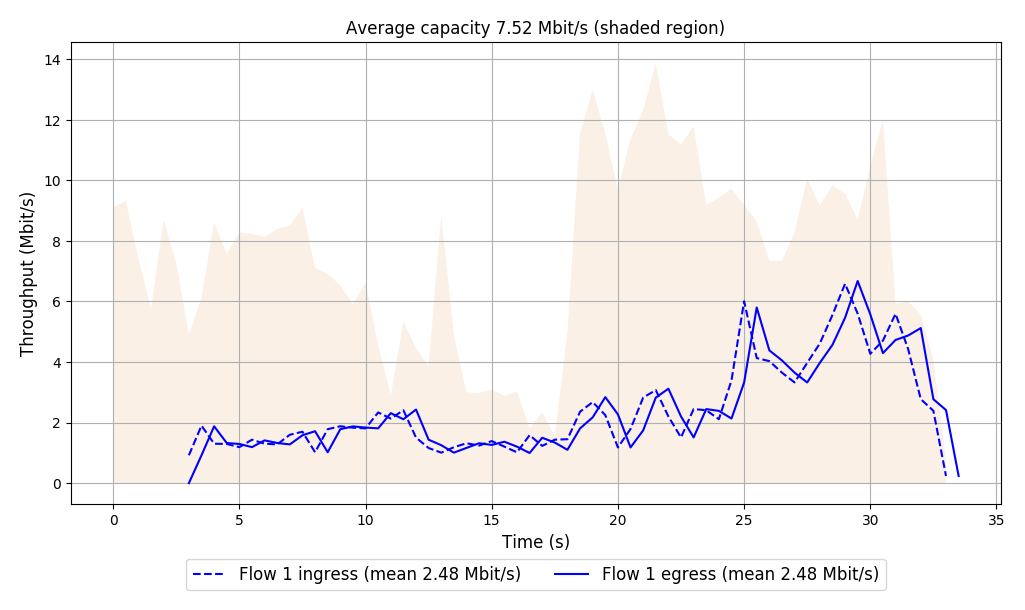 Average capacity 7.52 Mbit/s (shaded region)
Throughput (Mbit/s)
14
12
10
8
6
4
2
0
0 5 10 15 20 25 30 35
Time (s)
Flow 1 ingress (mean 2.48 Mbit/s) Flow 1 egress (mean 2.48 Mbit/s)